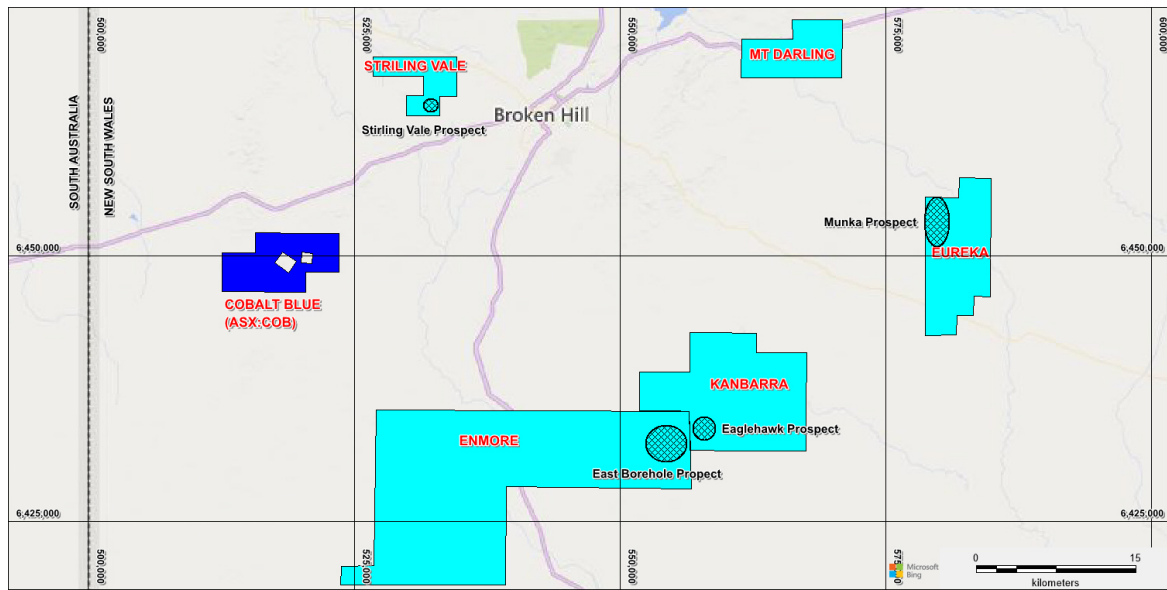 500,000
525,000
550,000
575,000
600,000
MT DARLING
STRILING VALE
Broken Hill
Stirling Vale Prospect
SOUTH AUSTRALIA
NEW SOUTH WALES
Munka Prospect
6,450,000
6,450,000
EUREKA
COBALT BLUE
(ASX:COB)
KANBARRA
Eaglehawk Prospect
ENMORE
East Borehole Propect
6,425,000
6,425,000
500,000
525,000
550,000
575,000
Microsoft
Bing
0
15
kilometers